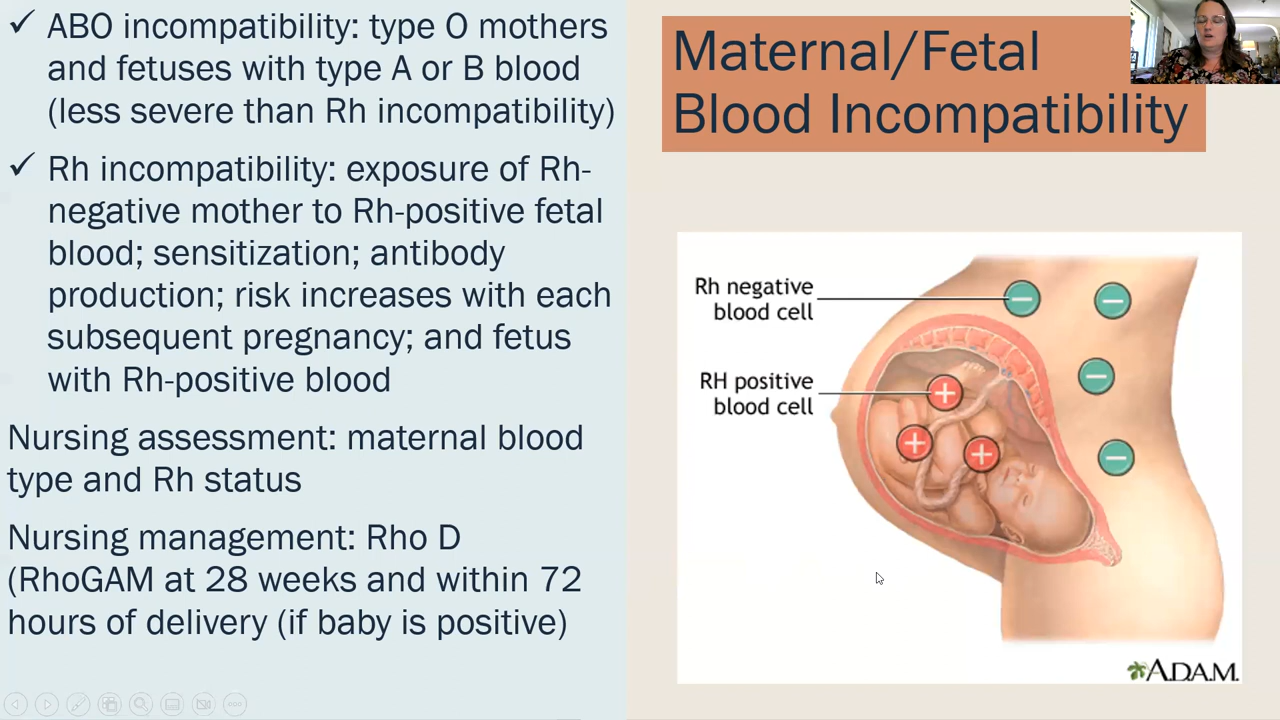 ✓ ABO incompatibility: type O mothers
and fetuses with type A or B blood
(less severe than Rh incompatibility)
✓ Rh incompatibility: exposure of Rh-
negative mother to Rh-positive fetal
blood; sensitization; antibody
production; risk increases with each
subsequent pregnancy; and fetus
with Rh-positive blood
Nursing assessment: maternal blood
type and Rh status
Nursing management: Rho D
(RhoGAM at 28 weeks and within 72
hours of delivery (if baby is positive)
Maternal/Fetal
Blood Incompatibility
Rh negative
blood cell
RH positive
blood cell
A.D.A.M.